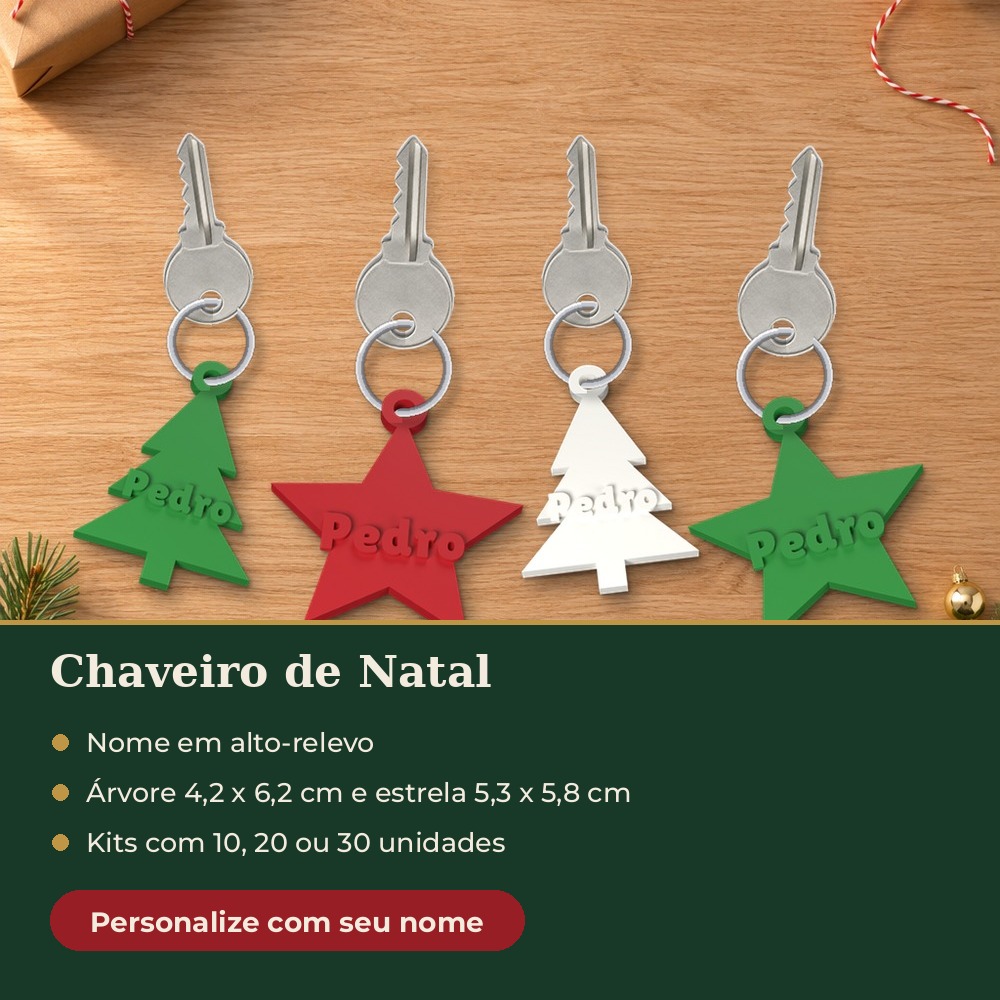 Pedro
Pedro
Pedro
Pedro
Chaveiro de Natal
Nome em alto-relevo
Árvore 4,2 x 6,2 cm e estrela 5,3 x 5,8 cm
Kits com 10, 20 ou 30 unidades
Personalize com seu nome